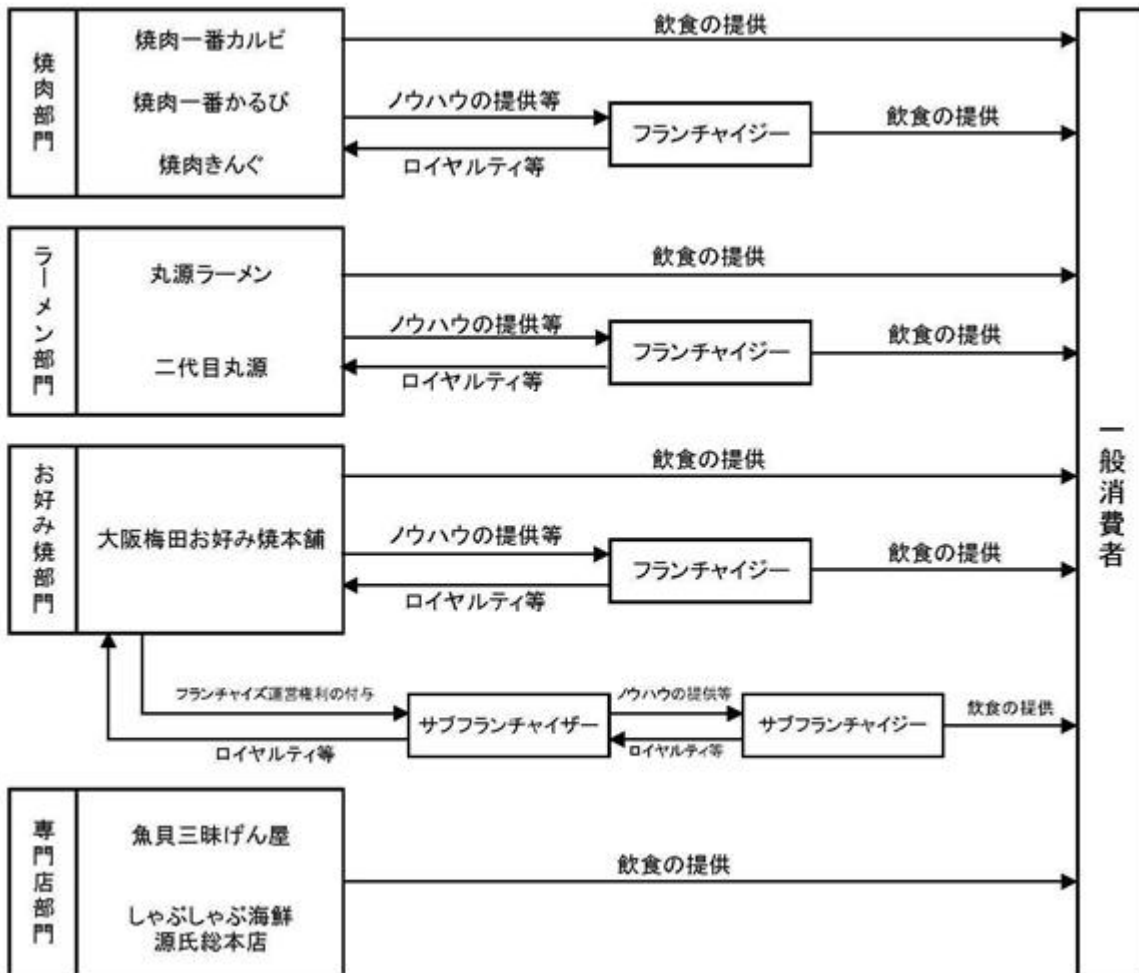 焼肉部門
焼肉一番カルビ
焼肉一番かるび
焼肉きんぐ
飲食の提供
ノウハウの提供等
ロイヤルティ等
フランチャイジー
飲食の提供
ラーメン部門
丸源ラーメン
二代目丸源
飲食の提供
ノウハウの提供等
ロイヤルティ等
フランチャイジー
飲食の提供
お好み焼部門
大阪梅田お好み焼本舗
飲食の提供
ノウハウの提供等
ロイヤルティ等
フランチャイジー
飲食の提供
フランチャイズ運営権利の付与
ロイヤルティ等
サブフランチャイザー
ノウハウの提供等
ロイヤルティ等
サブフランチャイジー
飲食の提供
専門店部門
魚貝三昧げん屋
しゃぶしゃぶ海鮮
源氏総本店
飲食の提供
一般消費者